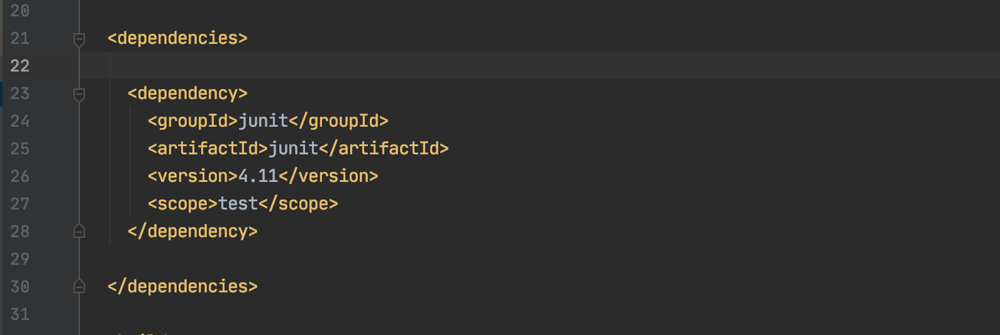 20
21 <dependencies>
22
23 <dependency>
24 <groupId>junit</groupId>
25 <artifactId>junit</artifactId>
26 <version>4.11</version>
27 <scope>test</scope>
28 </dependency>
29
30 </dependencies>
31